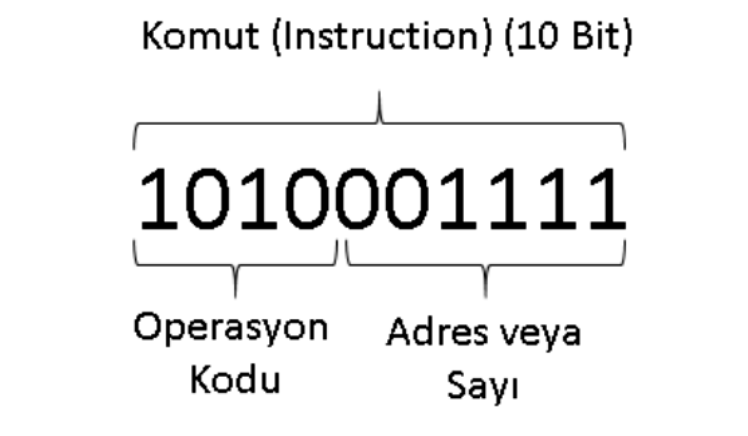 Komut (Instruction) (10 Bit)
1010001111
Operasyon
Kodu
Adres veya
Sayı